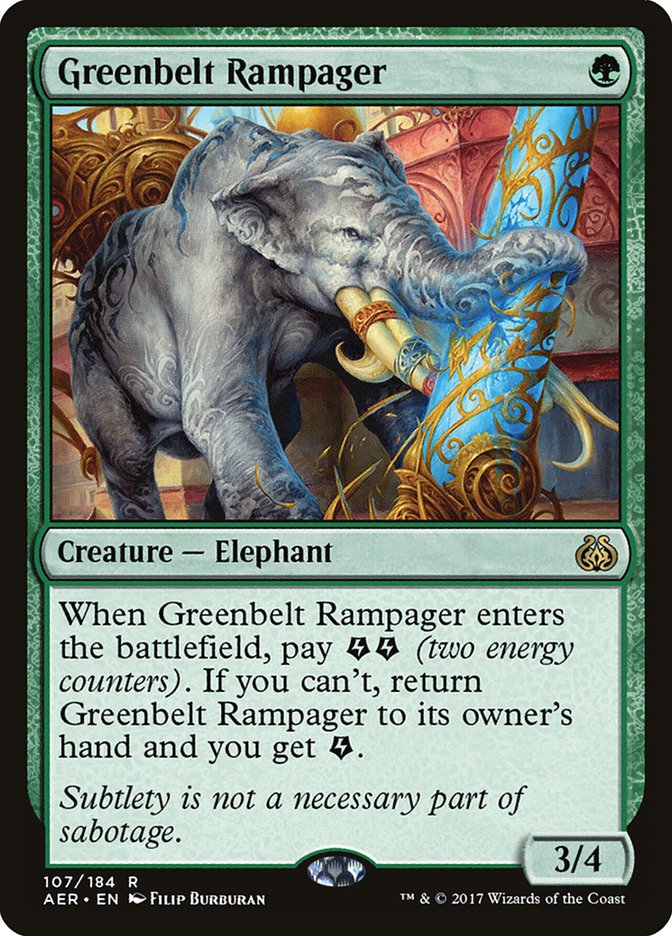 Greenbelt Rampager
Creature — Elephant
When Greenbelt Rampager enters
the battlefield, pay (two energy
counters). If you can't, return
Greenbelt Rampager to its owner's
hand and you get .
Subtlety is not a necessary part of
sabotage.
3/4
107/184 R
AER • EN Filip Burburan
™ & © 2017 Wizards of the Coast